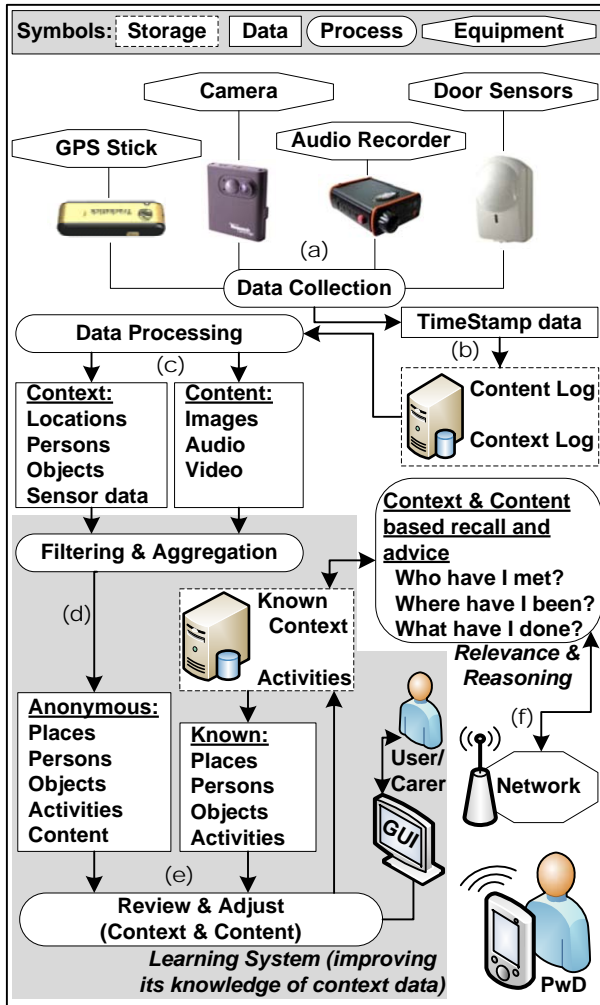 Symbols: Storage Data Process Equipment
Camera
Door Sensors
GPS Stick
Audio Recorder
(a)
Data Collection
Data Processing
TimeStamp data
(b)
(c)
Content Log
Context Log
Context:
Locations
Persons
Objects
Sensor data
Content:
Images
Audio
Video
Context & Content
based recall and
advice
Who have I met?
Where have I been?
What have I done?
Relevance &
Reasoning
Filtering & Aggregation
(d)
Known
Context
Activities
Anonymous:
Places
Persons
Objects
Activities
Content
Known:
Places
Persons
Objects
Activities
User/
Carer
GUI
(f)
Network
(e)
Review & Adjust
(Context & Content)
Learning System (improving
its knowledge of context data)
PwD